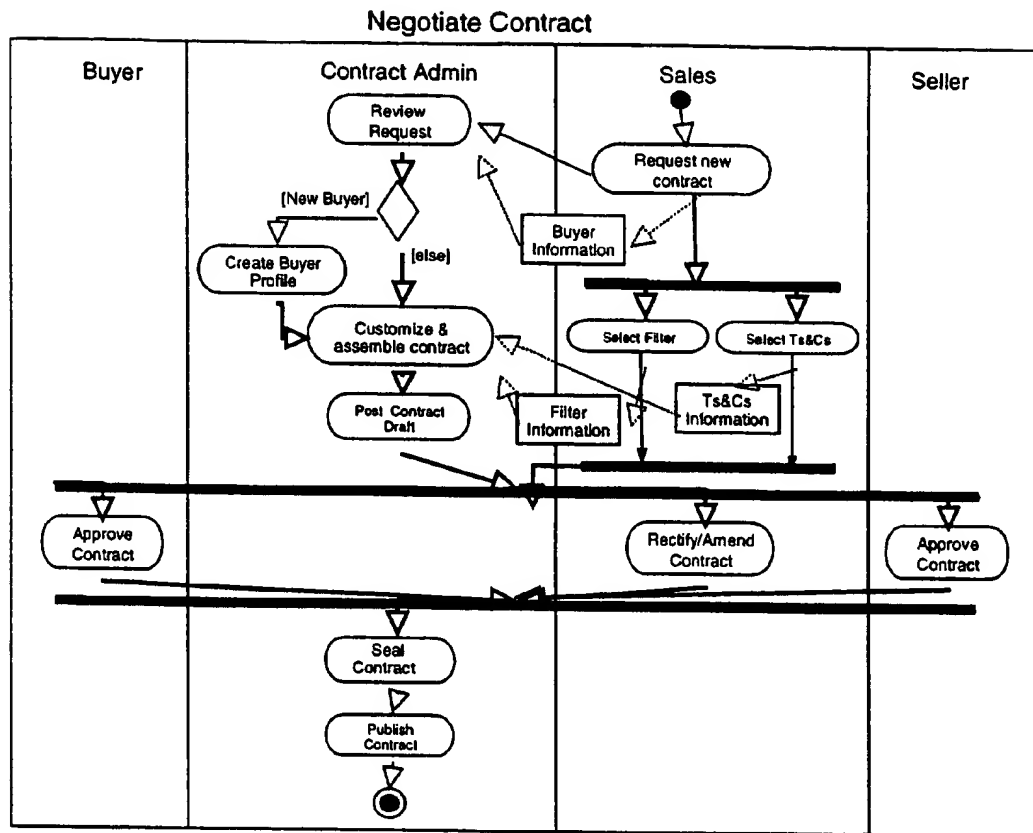 Negotiate Contract
Buyer
Contract Admin
Sales
Seller
Review
Request
Request new
contract
[New Buyer]
Buyer
Information
Create Buyer
Profile
[else]
Customize &
assemble contract
Select Filter
Select Ts&Cs
Post Contract
Draft
Filter
Information
Ts&Cs
Information
Approve
Contract
Rectify/Amend
Contract
Approve
Contract
Seal
Contract
Publish
Contract